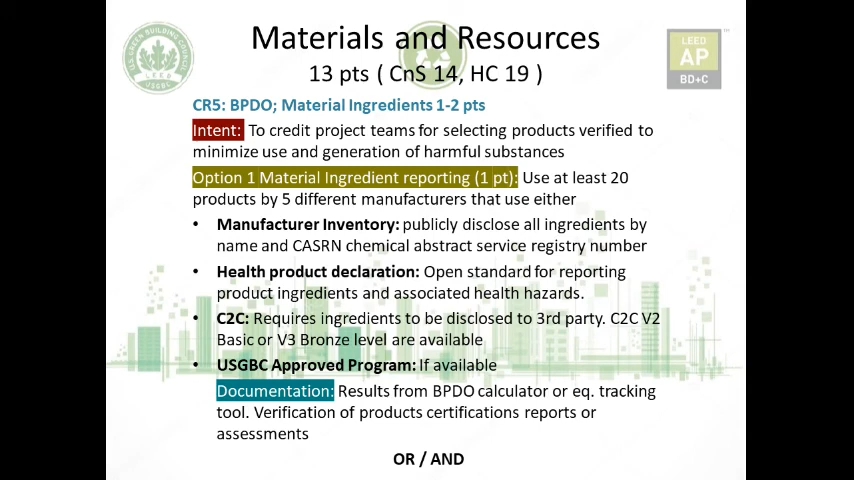 Materials and Resources
13 pts ( CnS 14, HC 19 )
U.S. GREEN BUILDING COUNCIL
LEED
USGBC
LEED
AP
BD+C
CR5: BPDO; Material Ingredients 1-2 pts
Intent: To credit project teams for selecting products verified to
minimize use and generation of harmful substances
Option 1 Material Ingredient reporting (1 pt): Use at least 20
products by 5 different manufacturers that use either
• Manufacturer Inventory: publicly disclose all ingredients by
name and CASRN chemical abstract service registry number
• Health product declaration: Open standard for reporting
product ingredients and associated health hazards.
• C2C: Requires ingredients to be disclosed to 3rd party. C2C V2
Basic or V3 Bronze level are available
• USGBC Approved Program: If available
Documentation: Results from BPDO calculator or eq. tracking
tool. Verification of products certifications reports or
assessments
OR / AND